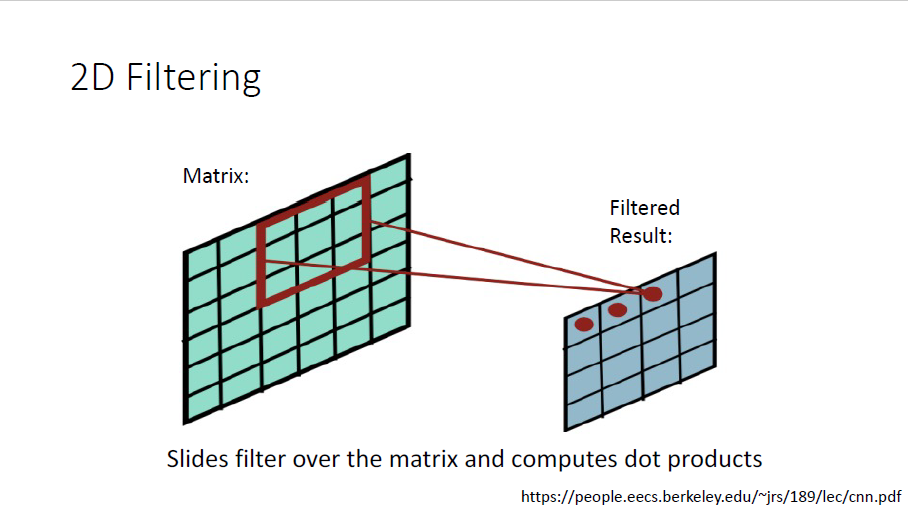 2D Filtering
Matrix:
Filtered
Result:
Slides filter over the matrix and computes dot products
https://people.eecs.berkeley.edu/~jrs/189/lec/cnn.pdf